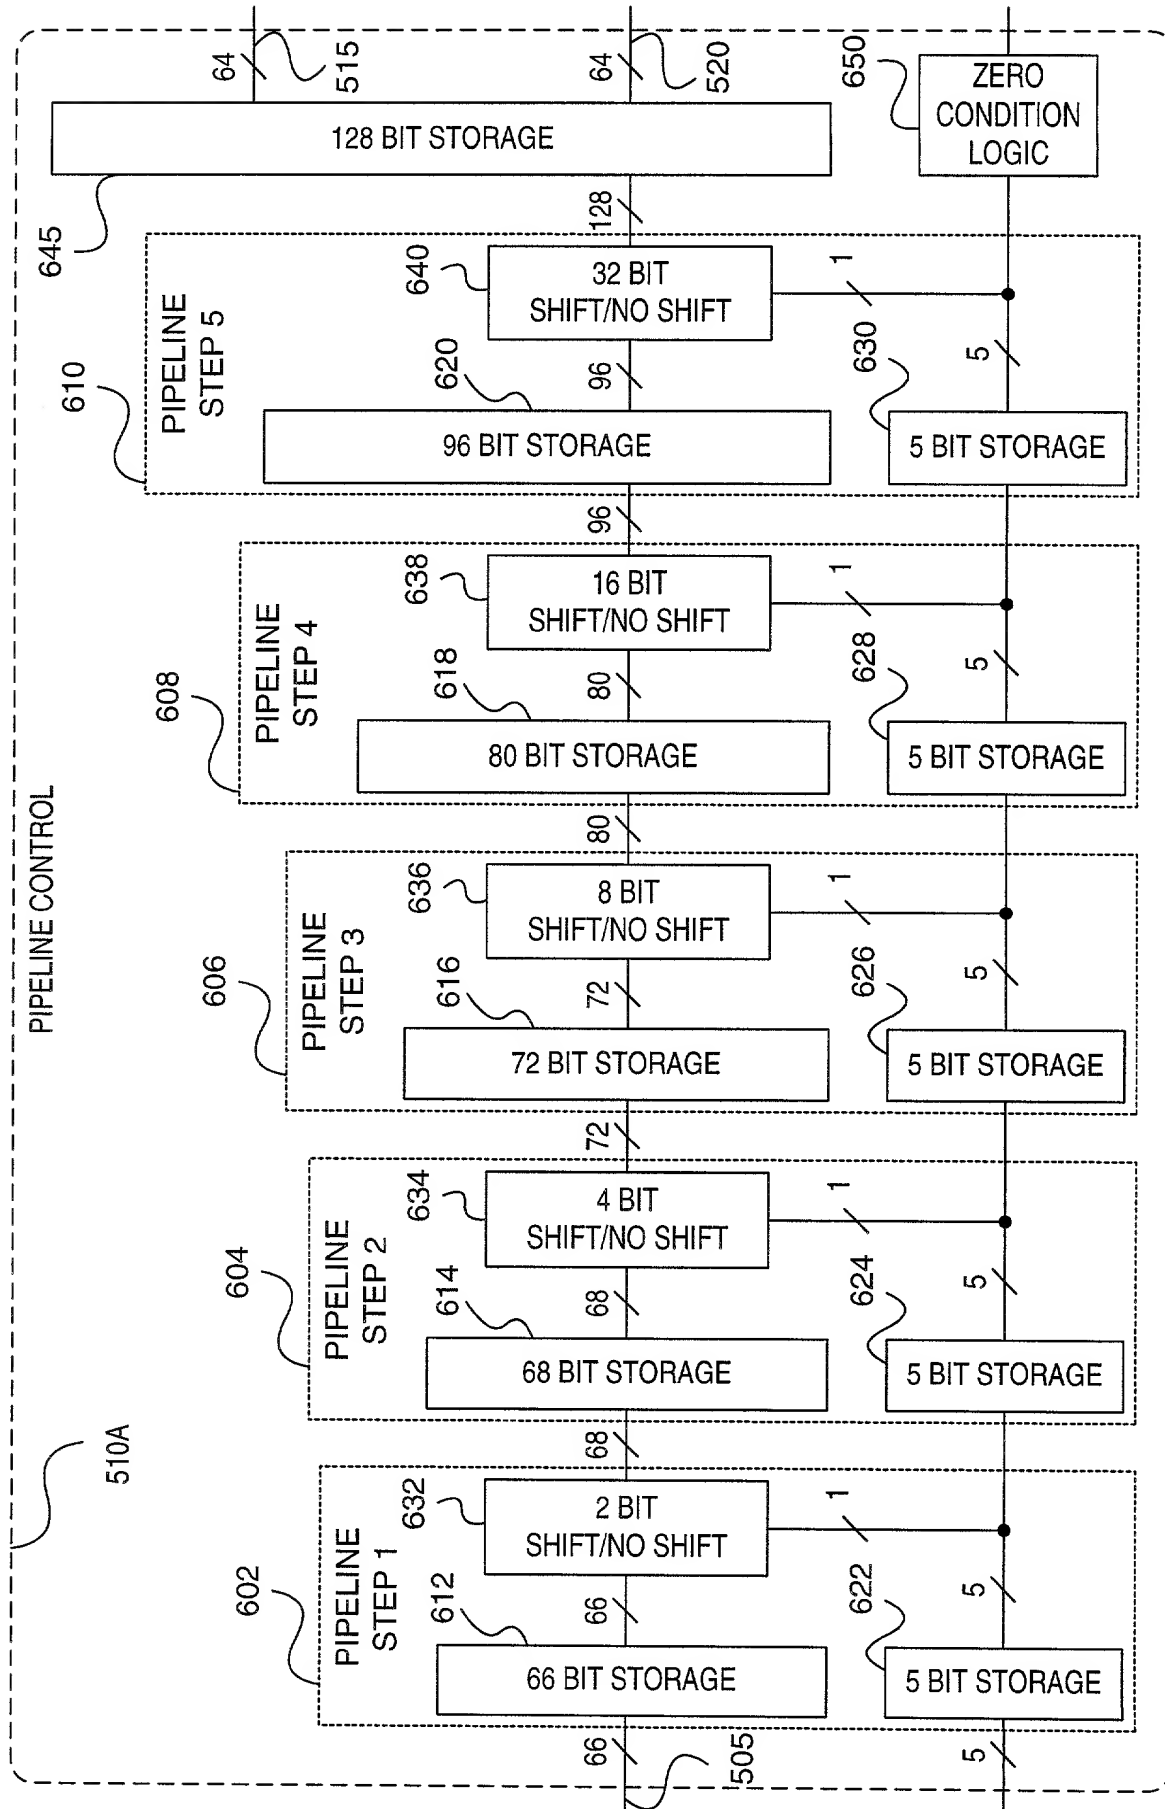 PIPELINE CONTROL
510A
602
PIPELINE
STEP 1
612
66 BIT STORAGE
66
505
66
632
2 BIT
SHIFT/NO SHIFT
1
622
5 BIT STORAGE
5
5
68
604
PIPELINE
STEP 2
614
68 BIT STORAGE
68
634
4 BIT
SHIFT/NO SHIFT
1
624
5 BIT STORAGE
5
72
606
PIPELINE
STEP 3
616
72 BIT STORAGE
72
636
8 BIT
SHIFT/NO SHIFT
1
626
5 BIT STORAGE
5
80
608
PIPELINE
STEP 4
618
80 BIT STORAGE
80
638
16 BIT
SHIFT/NO SHIFT
1
628
5 BIT STORAGE
5
96
610
PIPELINE
STEP 5
620
96 BIT STORAGE
96
640
32 BIT
SHIFT/NO SHIFT
1
630
5 BIT STORAGE
5
128
645
128 BIT STORAGE
64
515
64
520
650
ZERO
CONDITION
LOGIC